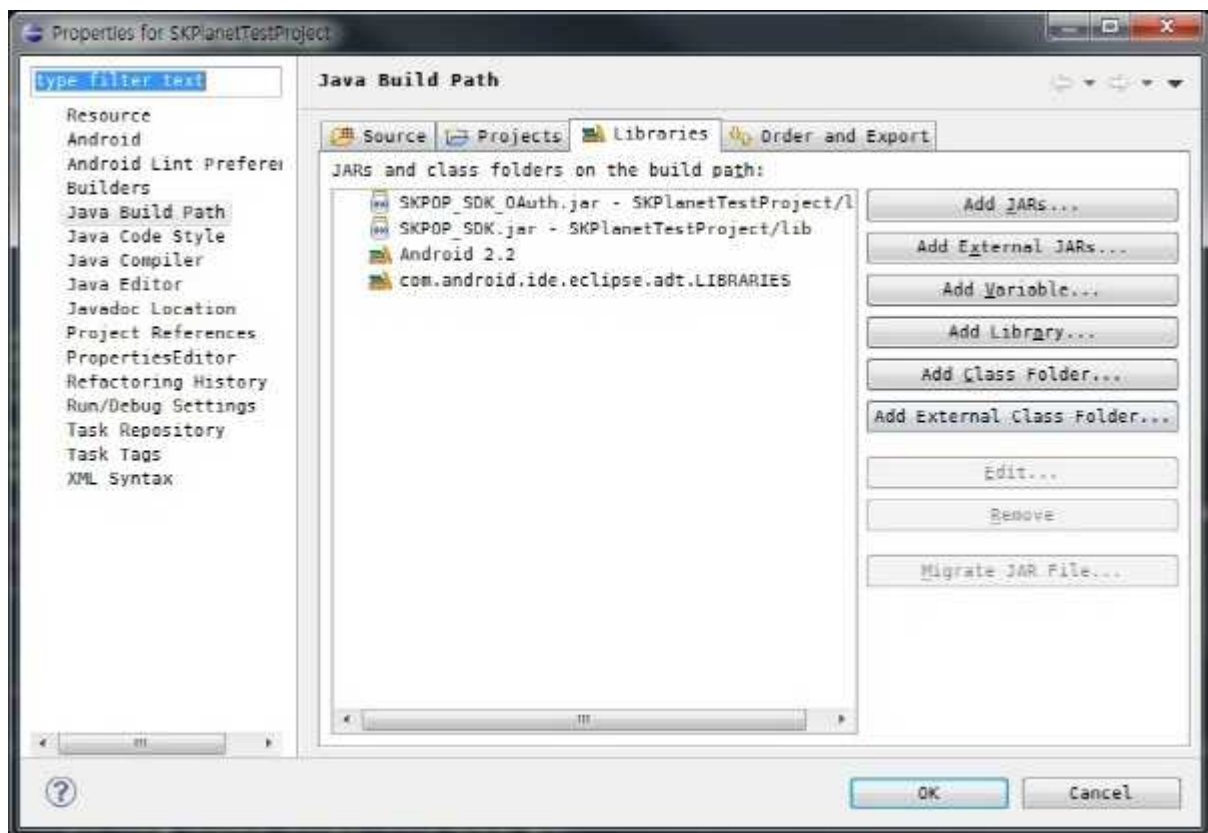 Properties for SKPlanetTestProject
type filter text
Resource
Android
Android Lint Preferen
Builders
Java Build Path
Java Code Style
Java Compiler
Java Editor
Javadoc Location
Project References
PropertiesEditor
Refactoring History
Run/Debug Settings
Task Repository
Task Tags
XML Syntax
Java Build Path
Source
Projects
Libraries
Order and Export
JARs and class folders on the build path:
SKPOP_SDK_OAuth.jar - SKPlanetTestProject/l
SKPOP_SDK.jar - SKPlanetTestProject/lib
Android 2.2
com.android.ide.eclipse.adt.LIBRARIES
Add JARs...
Add External JARs...
Add Variable...
Add Library...
Add Class Folder...
Add External Class Folder...
Edit...
Remove
Migrate JAR File...
OK
Cancel